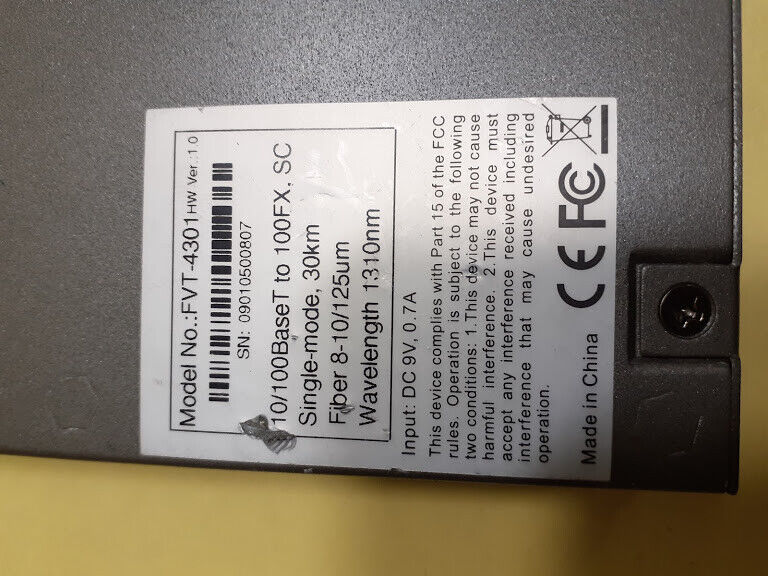 Model No.:FVT-4301 HW Ver.:1.0
SN: 09010500807
10/100BaseT to 100FX, SC
Single-mode, 30km
Fiber 8-10/125um
Wavelength 1310nm
Input: DC 9V, 0.7A
This device complies with Part 15 of the FCC
rules. Operation is subject to the following
two conditions: 1.This device may not cause
harmful interference. 2.This device must
accept any interference received including
interference that may cause undesired
operation.
Made in China CE FC